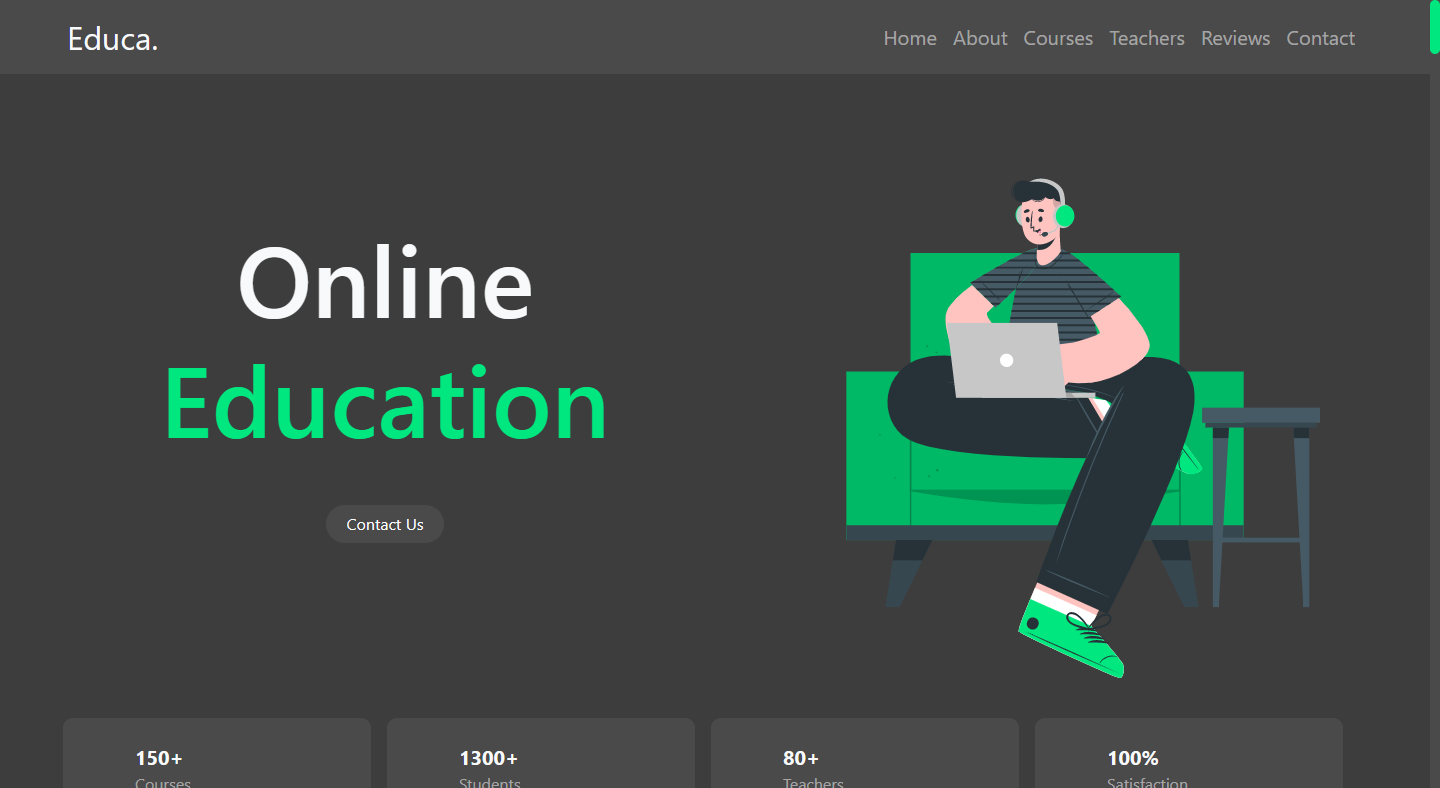 Educa.
Home About Courses Teachers Reviews Contact
Online
Education
Contact Us
150+ 1300+ 80+ 100%
Courses Students Teachers Satisfaction